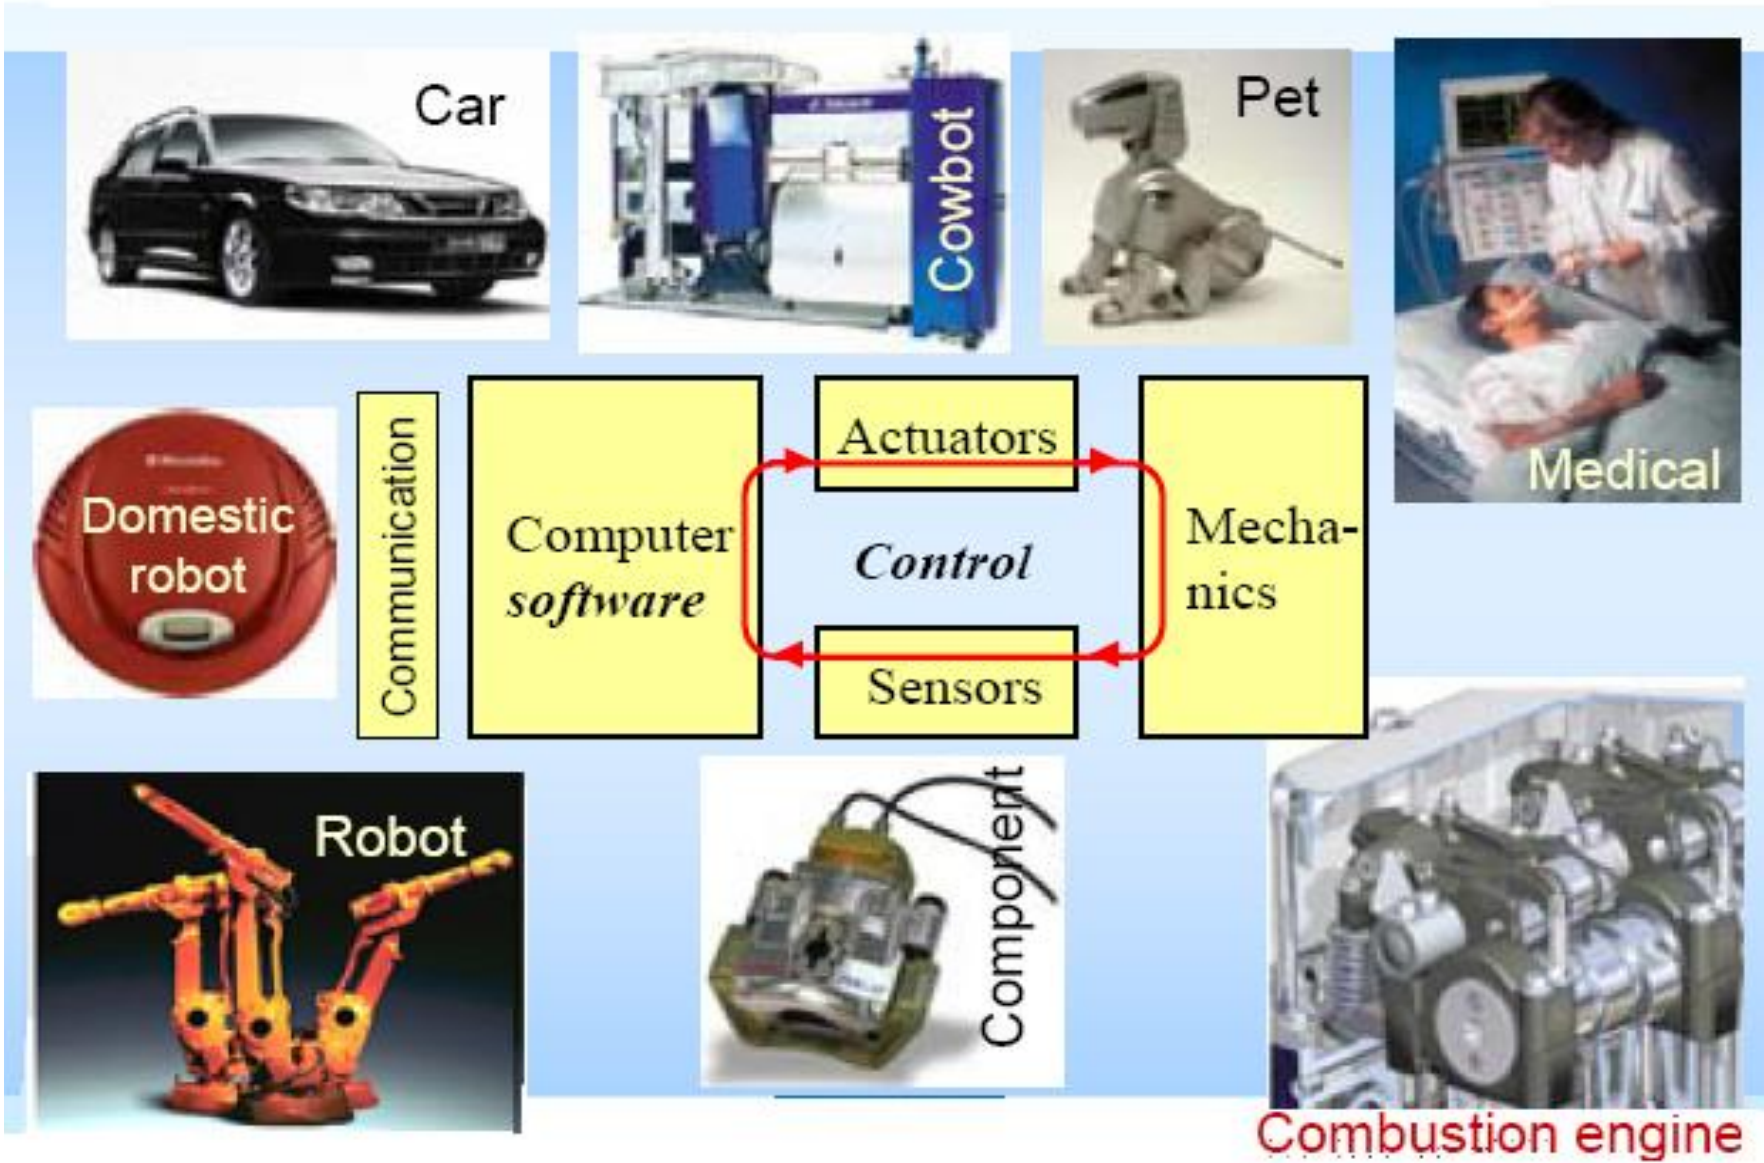 Car
Cowbot
Pet
Medical
Domestic
robot
Communication
Computer
software
Actuators
Control
Sensors
Mecha-
nics
Robot
Component
Combustion engine